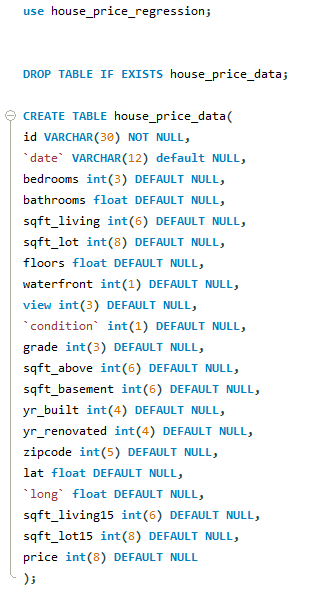 use house_price_regression;
DROP TABLE IF EXISTS house_price_data;
CREATE TABLE house_price_data(
id VARCHAR(30) NOT NULL,
`date` VARCHAR(12) default NULL,
bedrooms int(3) DEFAULT NULL,
bathrooms float DEFAULT NULL,
sqft_living int(6) DEFAULT NULL,
sqft_lot int(8) DEFAULT NULL,
floors float DEFAULT NULL,
waterfront int(1) DEFAULT NULL,
view int(3) DEFAULT NULL,
`condition` int(1) DEFAULT NULL,
grade int(3) DEFAULT NULL,
sqft_above int(6) DEFAULT NULL,
sqft_basement int(6) DEFAULT NULL,
yr_built int(4) DEFAULT NULL,
yr_renovated int(4) DEFAULT NULL,
zipcode int(5) DEFAULT NULL,
lat float DEFAULT NULL,
`long` float DEFAULT NULL,
sqft_living15 int(6) DEFAULT NULL,
sqft_lot15 int(8) DEFAULT NULL,
price int(8) DEFAULT NULL
);